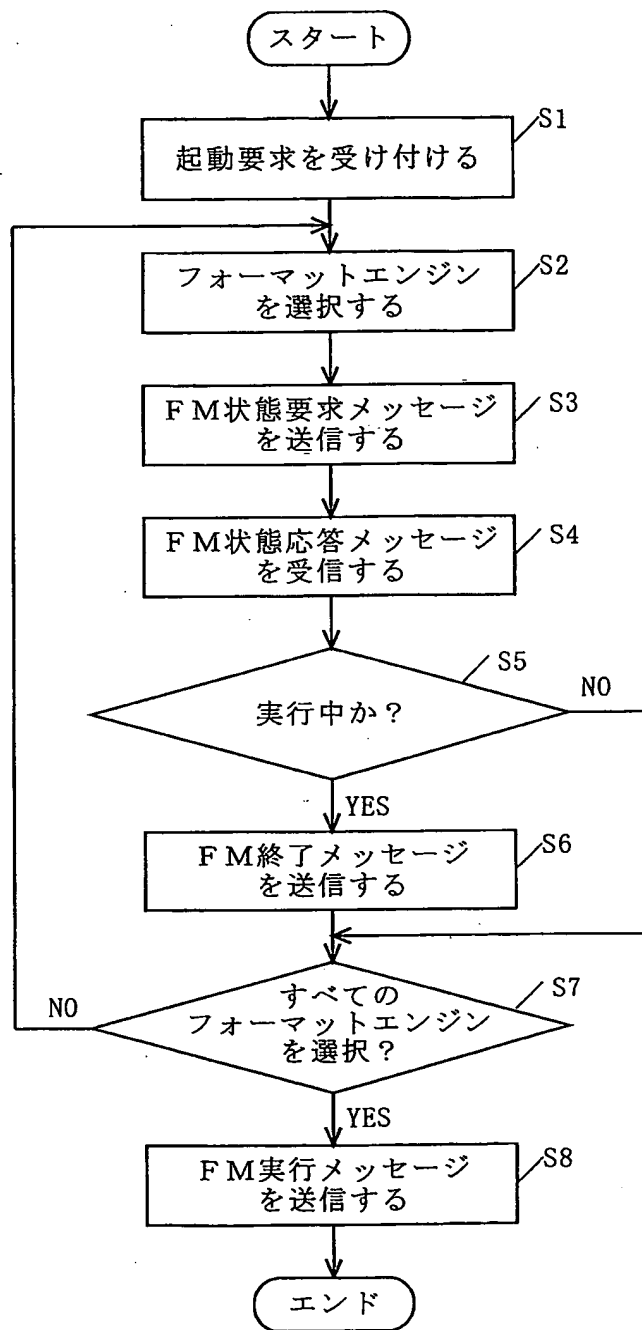 スタート
S1
起動要求を受け付ける
S2
フォーマットエンジン
を選択する
S3
ＦＭ状態要求メッセージ
を送信する
S4
ＦＭ状態応答メッセージ
を受信する
S5
実行中か？
NO
YES
S6
ＦＭ終了メッセージ
を送信する
S7
すべての
フォーマットエンジン
を選択？
NO
YES
S8
ＦＭ実行メッセージ
を送信する
エンド